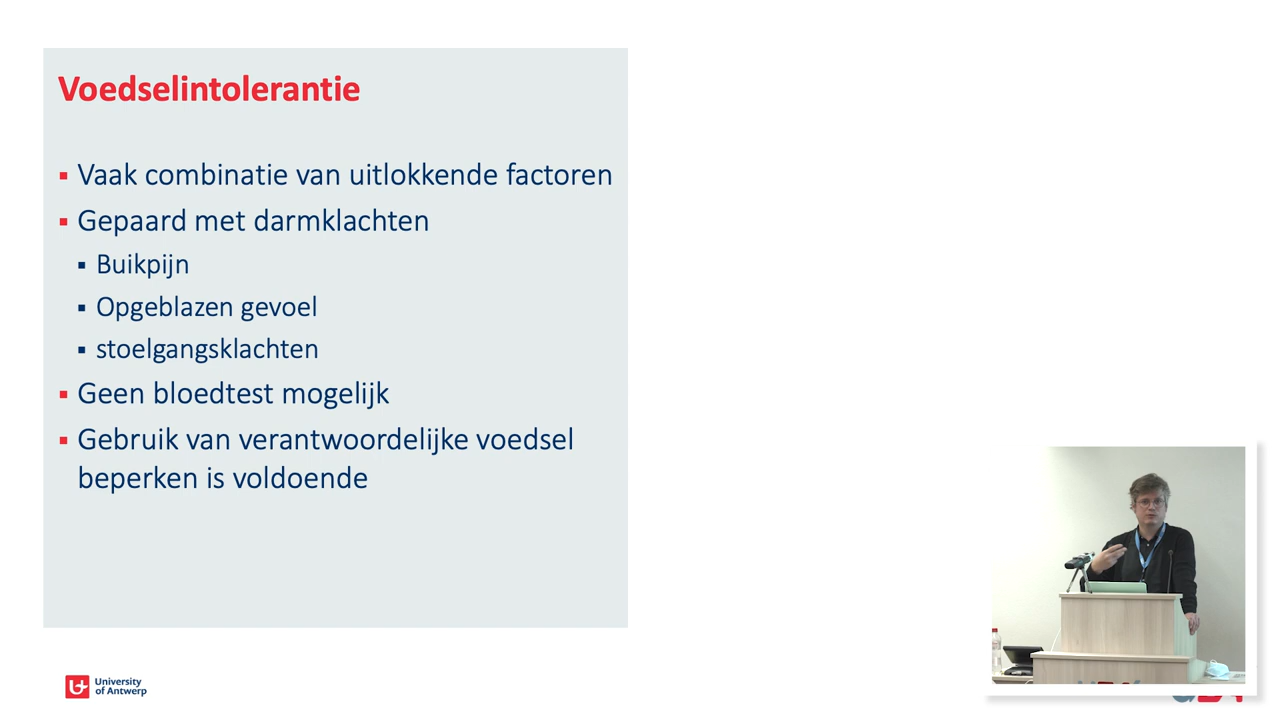 Voedselintolerantie
Vaak combinatie van uitlokkende factoren
Gepaard met darmklachten
Buikpijn
Opgeblazen gevoel
stoelgangsklachten
Geen bloedtest mogelijk
Gebruik van verantwoordelijke voedsel
beperken is voldoende
University
of Antwerp